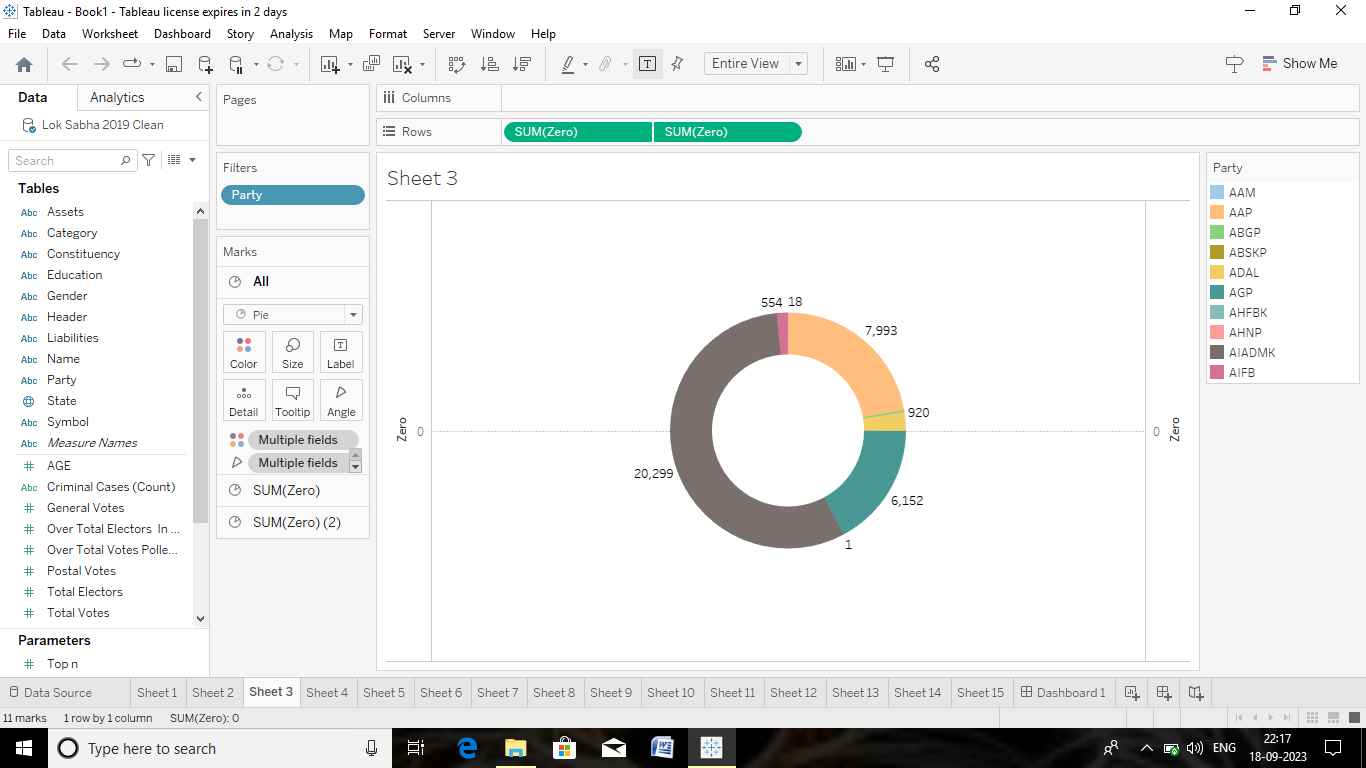 Tableau - Book1 - Tableau license expires in 2 days
File Data Worksheet Dashboard Story Analysis Map Format Server Window Help
Entire View
Show Me
Data Analytics
Lok Sabha 2019 Clean
Search
Tables
Abc Assets
Abc Category
Abc Constituency
Abc Education
Abc Gender
Abc Header
Abc Liabilities
Abc Name
Abc Party
State
Abc Symbol
Abc Measure Names
# AGE
Abc Criminal Cases (Count)
# General Votes
# Over Total Electors In ...
# Over Total Votes Polle...
# Postal Votes
# Total Electors
# Total Votes
Parameters
# Top n
Pages
Filters
Party
Marks
All
Pie
Color Size Label
Detail Tooltip Angle
Multiple fields
Multiple fields
SUM(Zero)
SUM(Zero) (2)
Columns
Rows SUM(Zero) SUM(Zero)
Sheet 3
554 18
7,993
920
Zero 0
0 Zero
20,299
6,152
1
Party
AAM
AAP
ABGP
ABSKP
ADAL
AGP
AHFBK
AHNP
AIADMK
AIFB
Data Source Sheet 1 Sheet 2 Sheet 3 Sheet 4 Sheet 5 Sheet 6 Sheet 7 Sheet 8 Sheet 9 Sheet 10 Sheet 11 Sheet 12 Sheet 13 Sheet 14 Sheet 15 Dashboard 1
11 marks 1 row by 1 column SUM(Zero): 0
Type here to search
ENG
22:17
18-09-2023